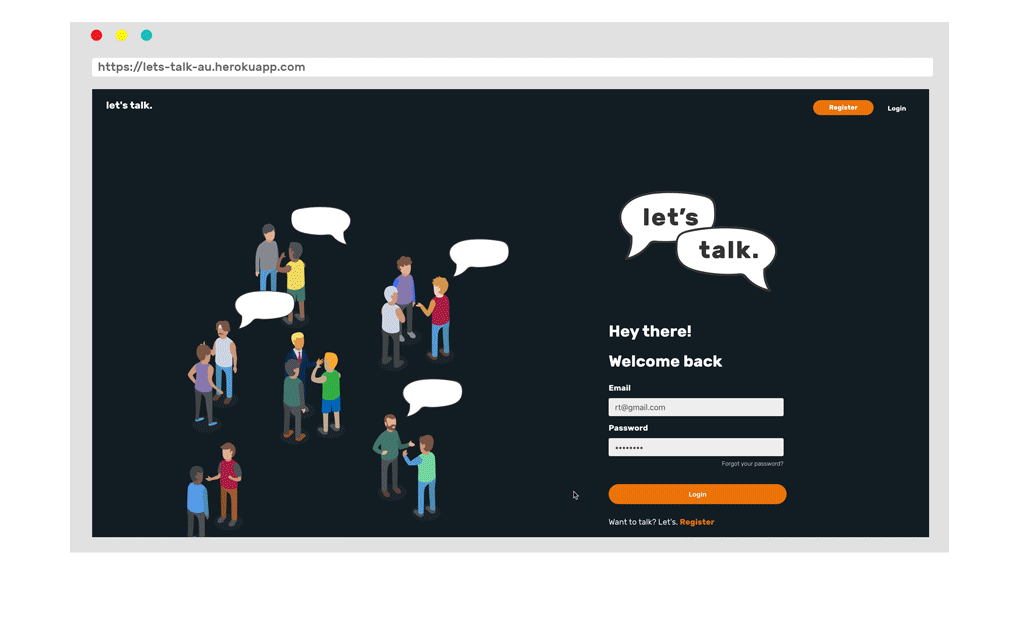 https://lets-talk-au.herokuapp.com
let's talk.
Register
Login
let's
talk.
Hey there!
Welcome back
Email
rt@gmail.com
Password
••••••••
Forgot your password?
Login
Want to talk? Let's. Register